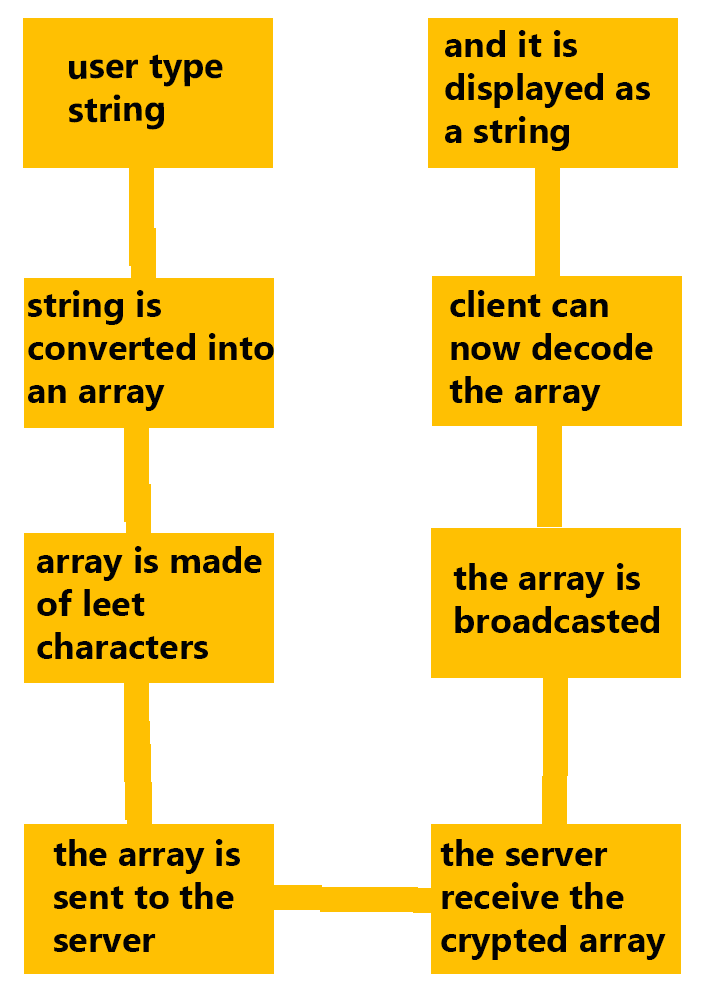 user type
string
string is
converted into
an array
array is made
of leet
characters
the array is
sent to the
server
the server
receive the
crypted array
the array is
broadcasted
client can
now decode
the array
and it is
displayed as
a string